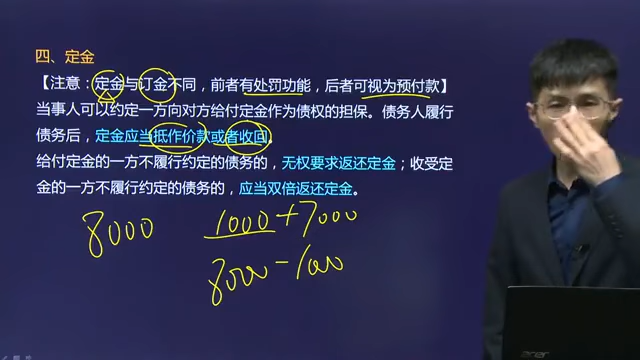 四、定金
【注意：定金与订金不同，前者有处罚功能，后者可视为预付款】
当事人可以约定一方向对方给付定金作为债权的担保。债务人履行
债务后，定金应当抵作价款或者收回。
给付定金的一方不履行约定的债务的，无权要求返还定金；收受定
金的一方不履行约定的债务的，应当双倍返还定金。
8000
1000+7000
8000-1000
acer